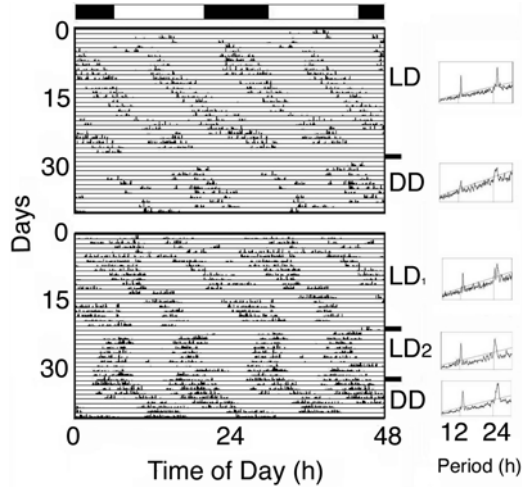 0
15
30
LD
DD
Days
0
15
30
LD1
LD2
DD
0 24 48
Time of Day (h)
12 24
Period (h)